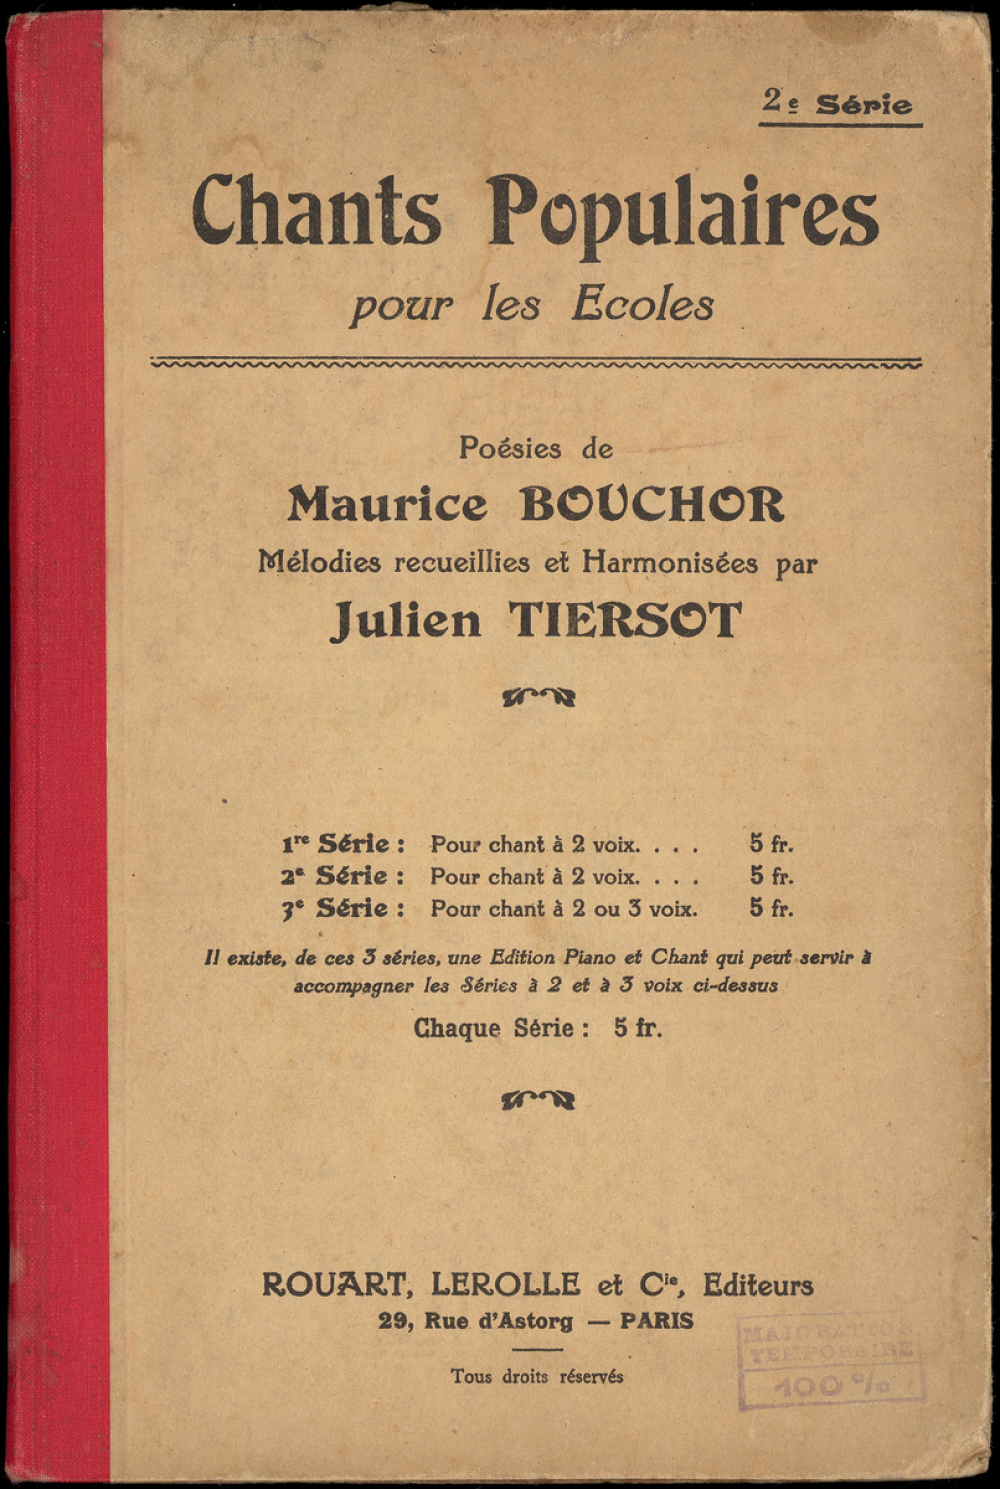 2e Série
Chants Populaires
pour les Ecoles
Poésies de
Maurice BOUCHOR
Mélodies recueillies et Harmonisées par
Julien TIERSOT
1re Série : Pour chant à 2 voix. . . . 5 fr.
2e Série : Pour chant à 2 voix. . . . 5 fr.
3e Série : Pour chant à 2 ou 3 voix. 5 fr.
Il existe, de ces 3 séries, une Edition Piano et Chant qui peut servir à
accompagner les Séries à 2 et à 3 voix ci-dessus
Chaque Série : 5 fr.
ROUART, LEROLLE et Cie, Editeurs
29, Rue d'Astorg — PARIS
Tous droits réservés
MAJORATION
TEMPORAIRE
100 %